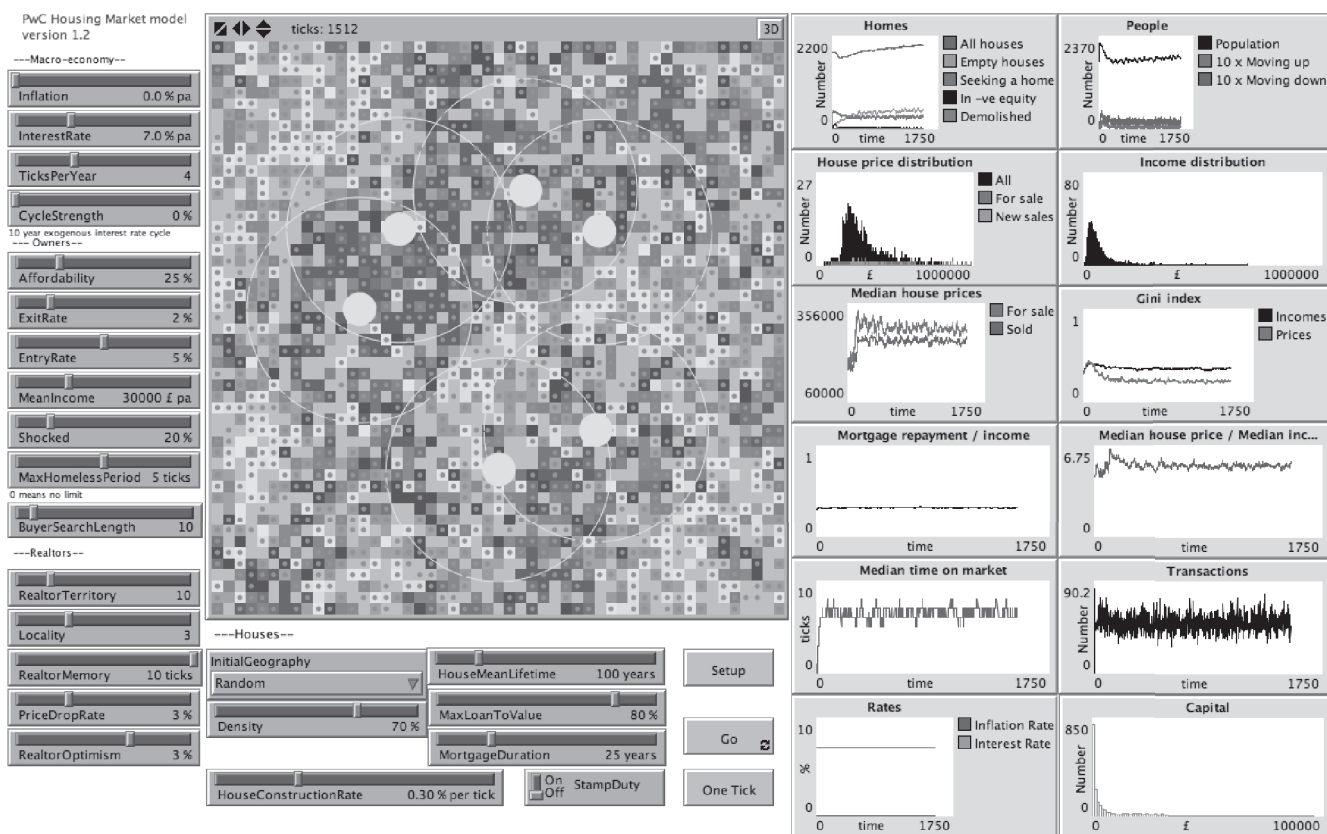 PwC Housing Market model
version 1.2
---Macro-economy--
Inflation 0.0 % pa
InterestRate 7.0 % pa
TicksPerYear 4
CycleStrength 0 %
10 year exogenous interest rate cycle
--- Owners--
Affordability 25 %
ExitRate 2 %
EntryRate 5 %
MeanIncome 30000 £ pa
Shocked 20 %
MaxHomelessPeriod 5 ticks
0 means no limit
BuyerSearchLength 10
---Realtors--
RealtorTerritory 10
Locality 3
RealtorMemory 10 ticks
PriceDropRate 3 %
RealtorOptimism 3 %
ticks: 1512
3D
---Houses--
InitialGeography
Random
Density 70 %
HouseMeanLifetime 100 years
MaxLoanToValue 80 %
MortgageDuration 25 years
HouseConstructionRate 0.30 % per tick
On
Off
StampDuty
Setup
Go
One Tick
Homes
2200
Number
0
0 time 1750
All houses
Empty houses
Seeking a home
In -ve equity
Demolished
People
2370
Number
0
0 time 1750
Population
10 x Moving up
10 x Moving down
House price distribution
27
Number
0
0 £ 1000000
All
For sale
New sales
Income distribution
80
Number
0
0 £ 1000000
Median house prices
356000
60000
0 time 1750
For sale
Sold
Gini index
1
0
0 time 1750
Incomes
Prices
Mortgage repayment / income
1
0
0 time 1750
Median house price / Median inc...
6.75
0
0 time 1750
Median time on market
10
ticks
0
0 time 1750
Transactions
90.2
Number
0
0 time 1750
Rates
10
%
0
0 time 1750
Inflation Rate
Interest Rate
Capital
850
Number
0
0 £ 100000